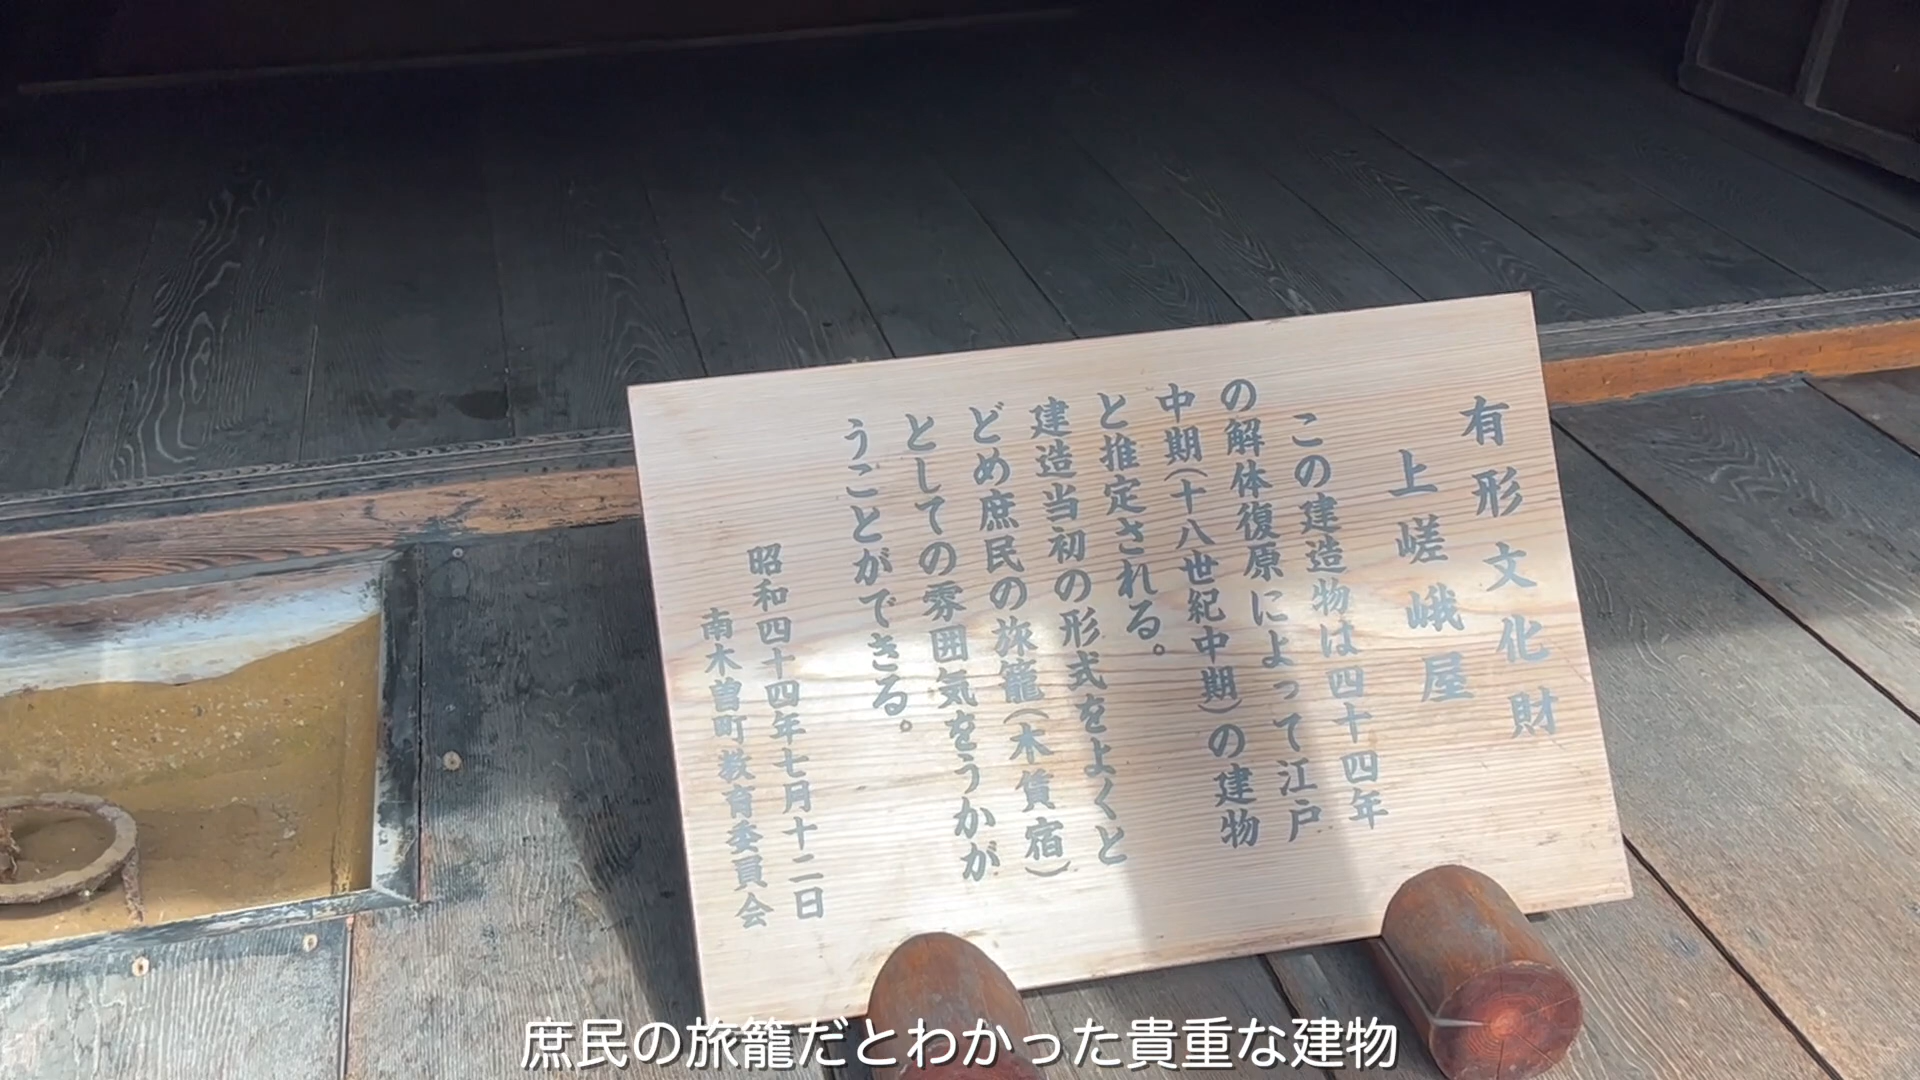 有形文化財
上嵯峨屋
この建造物は四十四年
の解体復原によって江戸
中期(十八世紀中期)の建物
と推定される。
建造当初の形式をよくと
どめ庶民の旅籠(木賃宿)
としての雰囲気をうかが
うことができる。
昭和四十四年七月十二日
南木曽町教育委員会
庶民の旅籠だとわかった貴重な建物